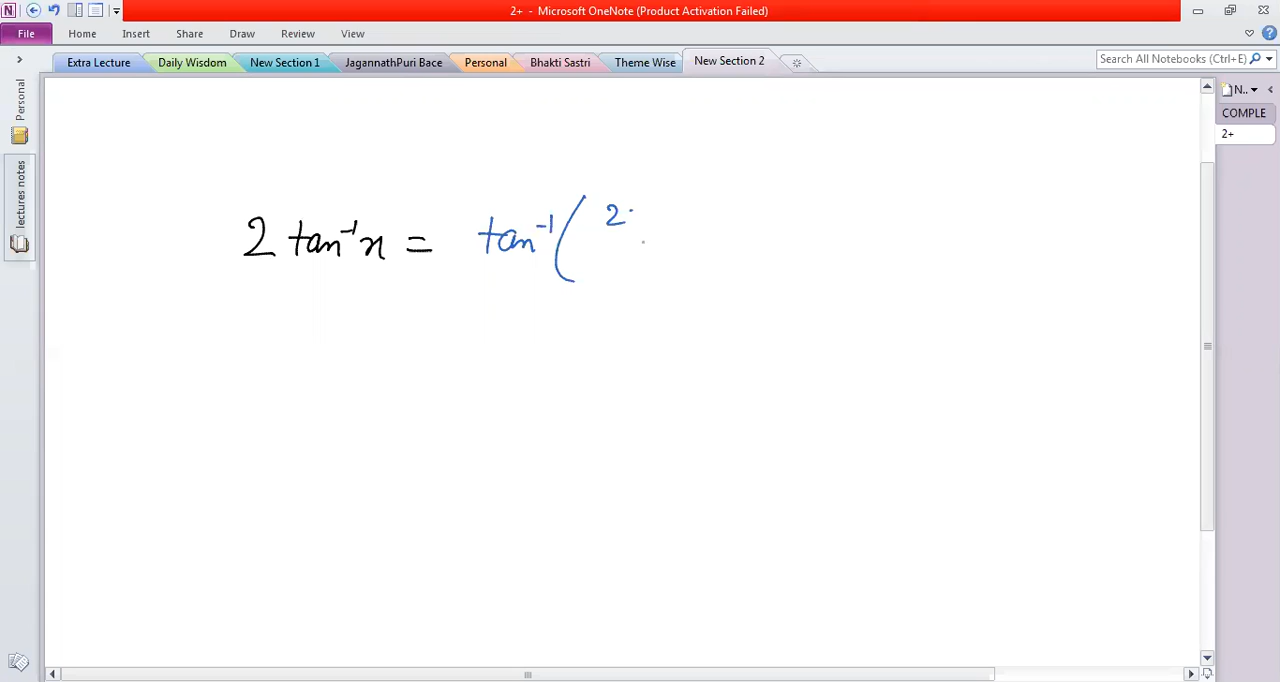 2+ - Microsoft OneNote (Product Activation Failed)
File Home Insert Share Draw Review View
Extra Lecture Daily Wisdom New Section 1 JagannathPuri Bace Personal Bhakti Sastri Theme Wise New Section 2 Search All Notebooks (Ctrl+E)
N..
COMPLE
2+
Personal
lectures notes
2 tan⁻¹x = tan⁻¹( 2